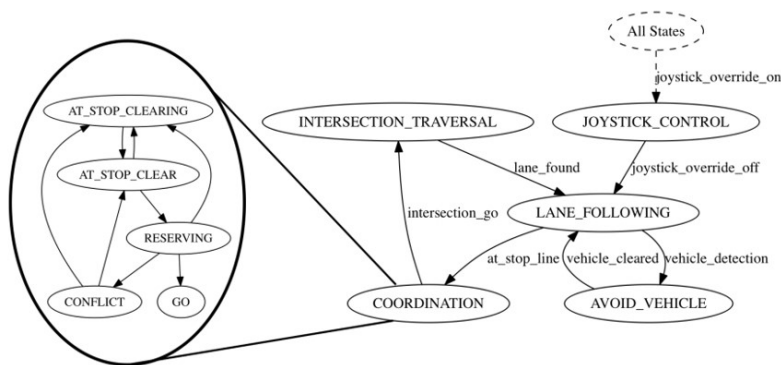 All States
joystick_override_on
AT_STOP_CLEARING
INTERSECTION_TRAVERSAL
JOYSTICK_CONTROL
lane_found
joystick_override_off
AT_STOP_CLEAR
intersection_go
LANE_FOLLOWING
RESERVING
at_stop_line
vehicle_cleared
vehicle_detection
CONFLICT
GO
COORDINATION
AVOID_VEHICLE